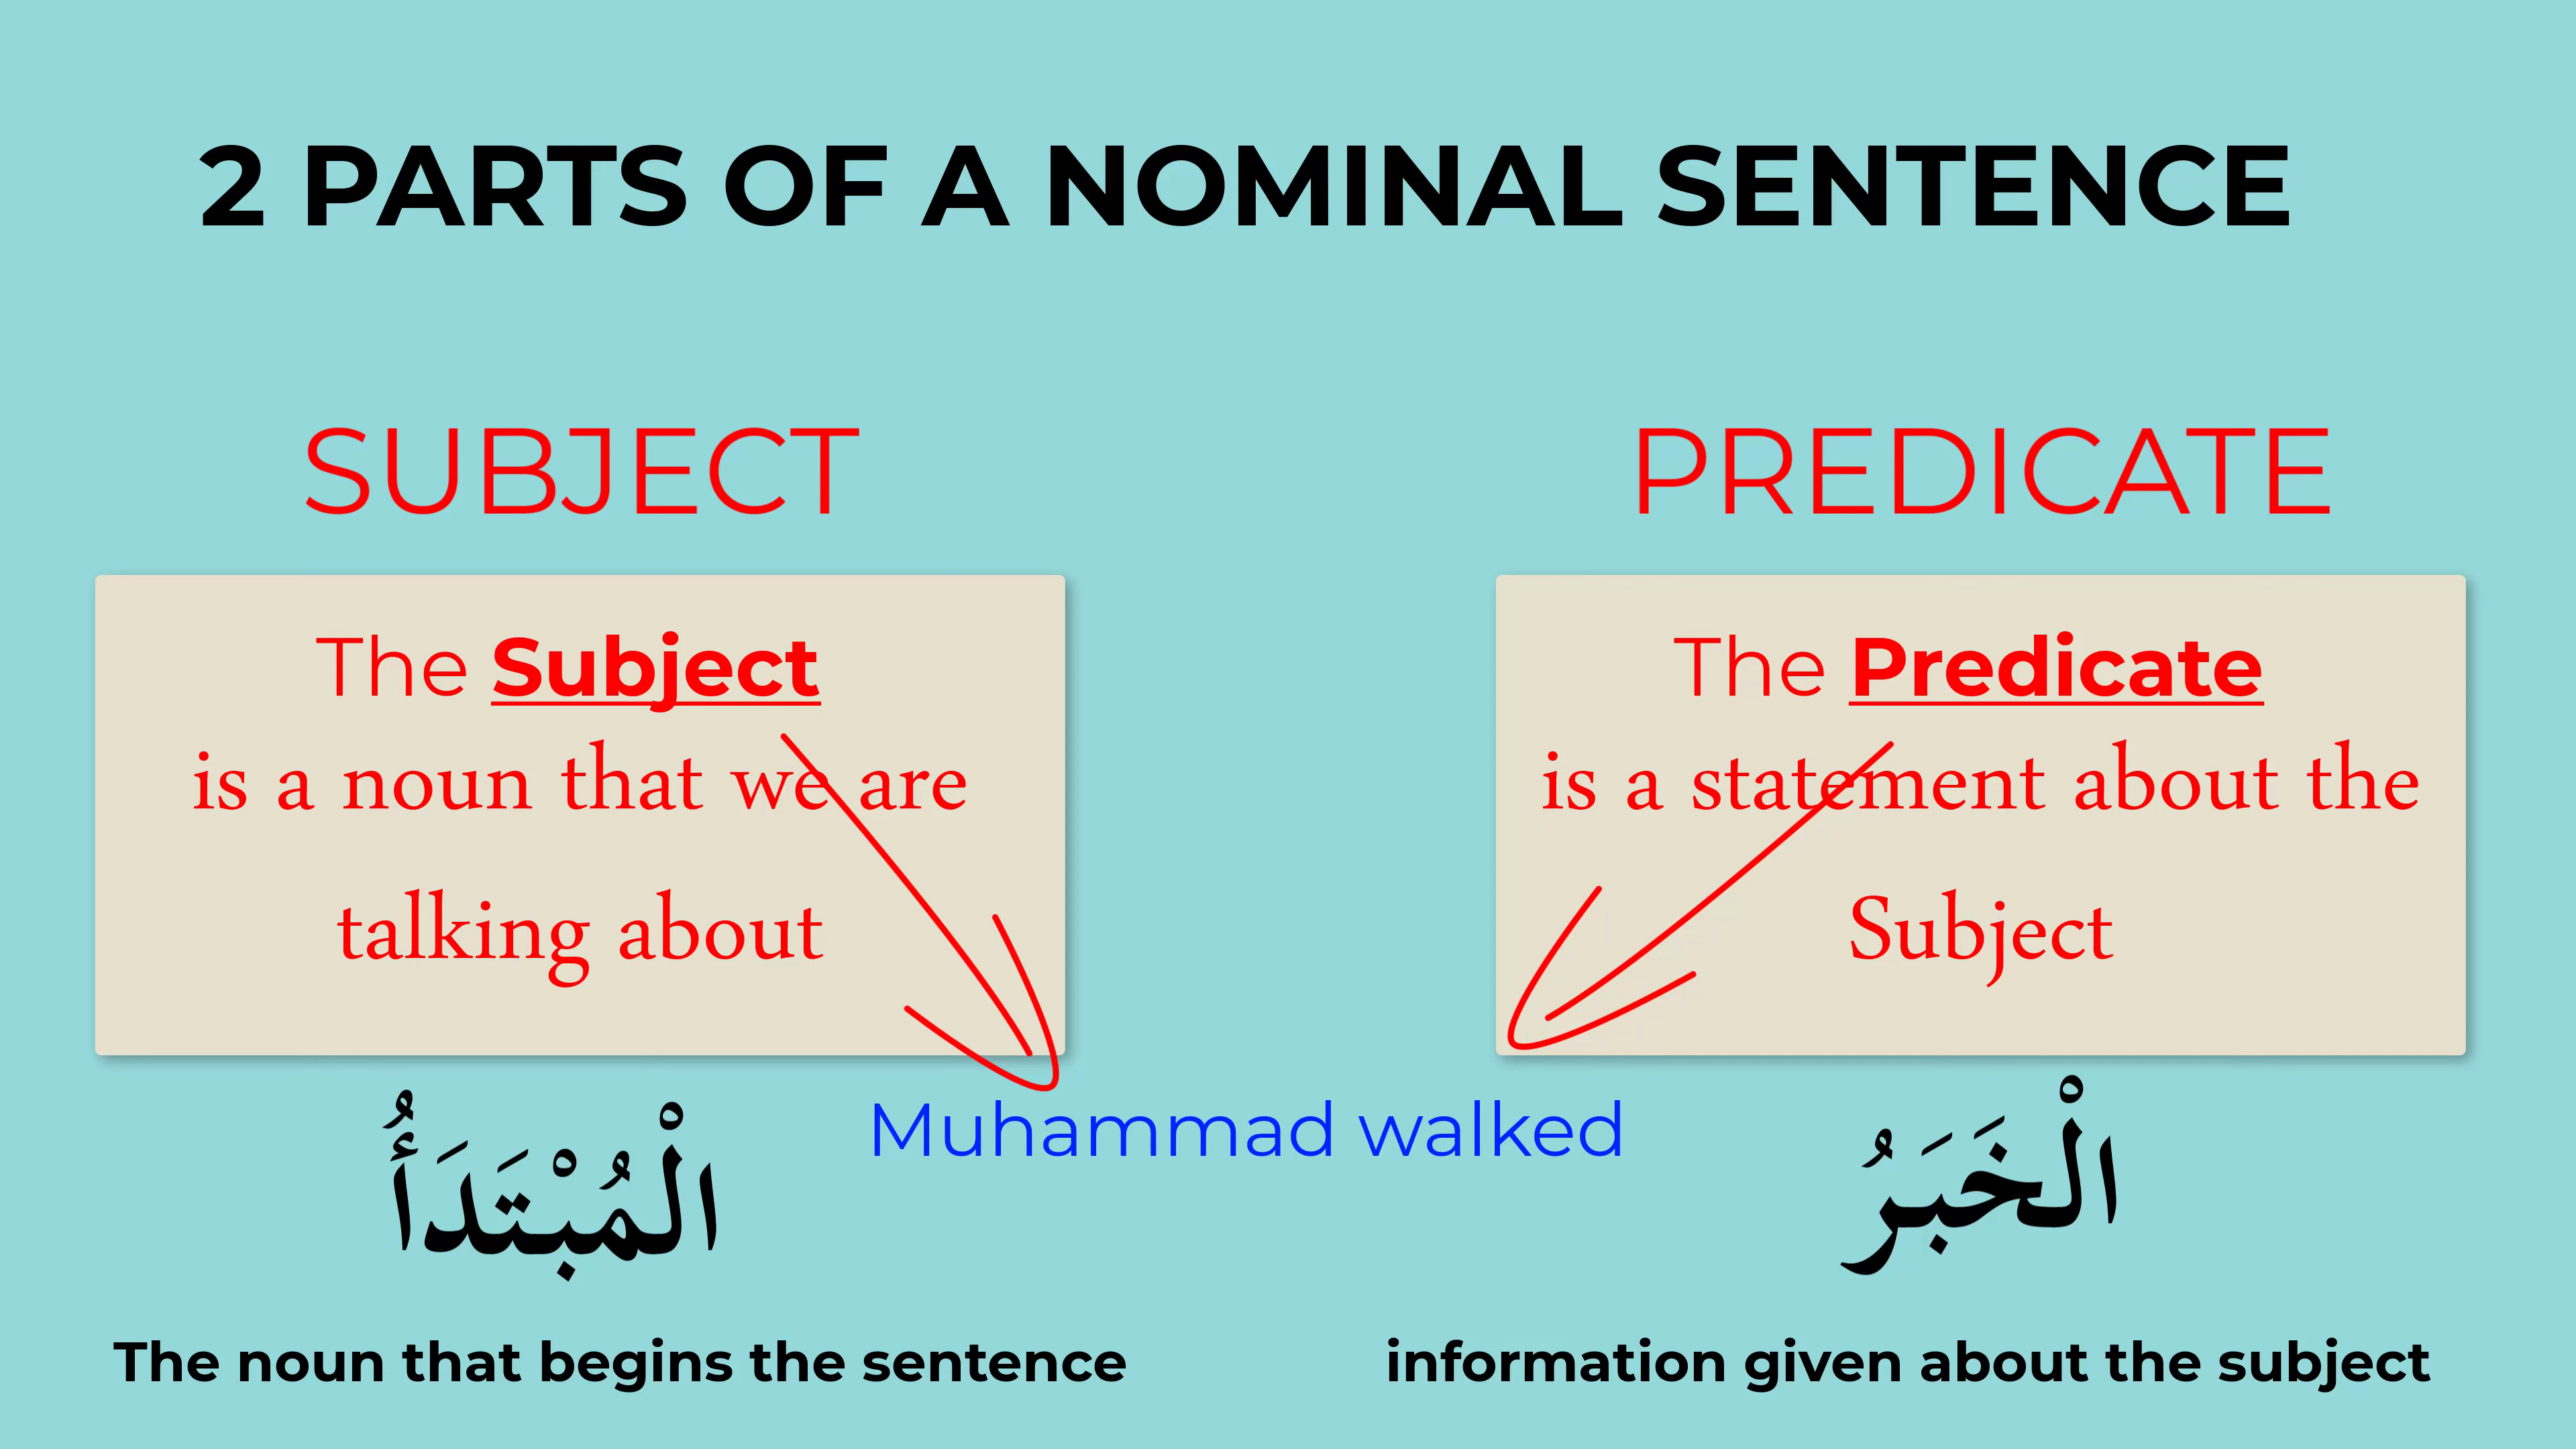 2 PARTS OF A NOMINAL SENTENCE
SUBJECT
The Subject
is a noun that we are
talking about
PREDICATE
The Predicate
is a statement about the
Subject
Muhammad walked
الْمُبْتَدَأُ
The noun that begins the sentence
الْخَبَرُ
information given about the subject